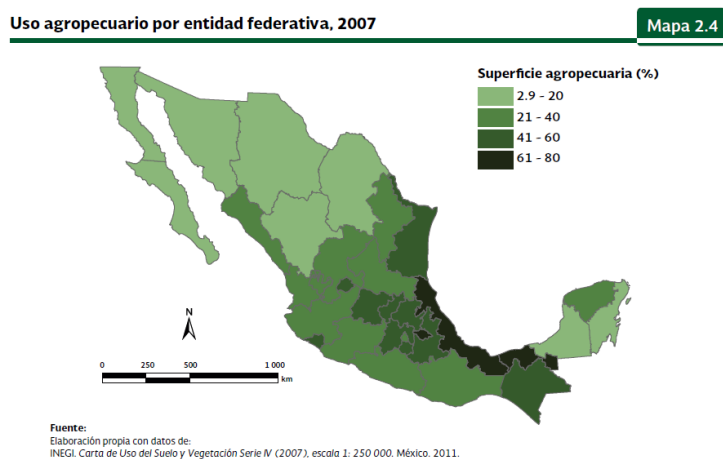 Uso agropecuario por entidad federativa, 2007
Mapa 2.4
Superficie agropecuaria (%)
2.9 - 20
21 - 40
41 - 60
61 - 80
N
0 250 500 1 000
km
Fuente:
Elaboración propia con datos de:
INEGI. Carta de Uso del Suelo y Vegetación Serie IV (2007), escala 1: 250 000. México. 2011.